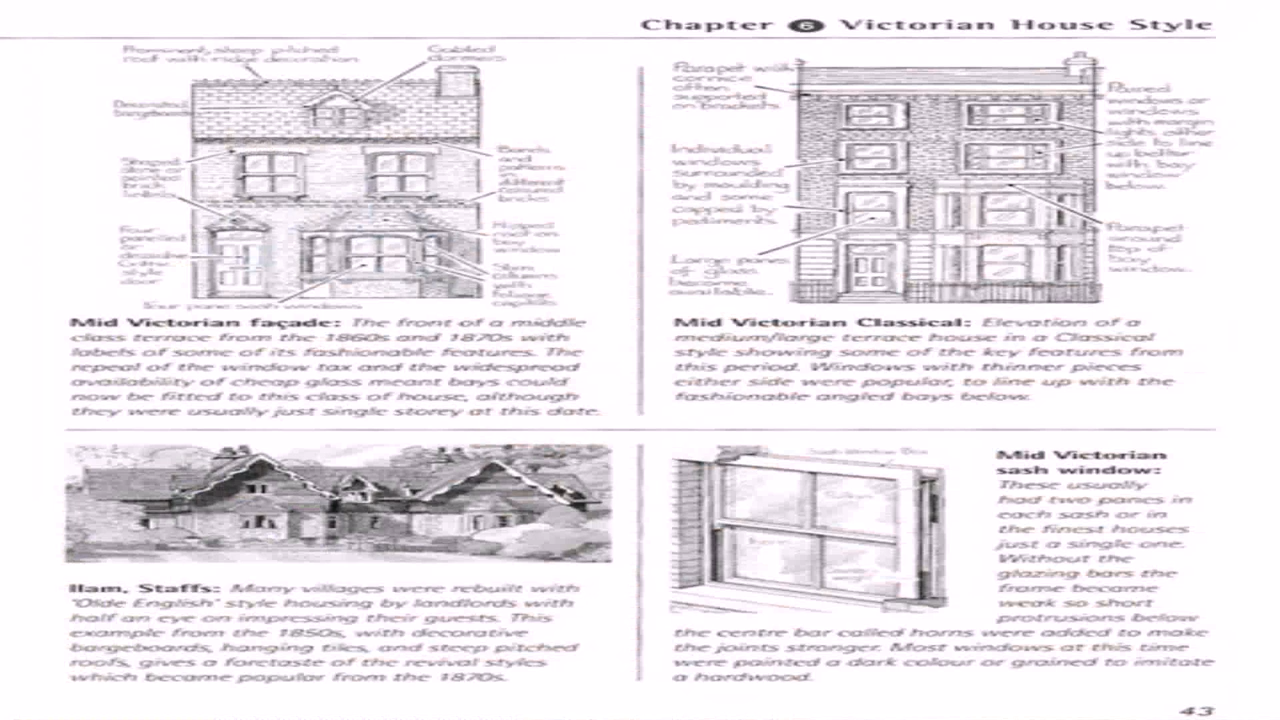 Chapter 6 Victorian House Style
Prominent, steep pitched
roof with ridge decoration
Gabled
dormers
Decorated
bargeboards
Shaped
brick
lintels
Four
panelled
or
Gothic
style
door
Four pane sash windows
Bands
and
patterns
in
different
coloured
bricks
Hipped
roof on
bay
window
Slim
columns
with
foliage
capitals
Mid Victorian façade: The front of a middle
class terrace from the 1860s and 1870s with
labels of some of its fashionable features. The
repeal of the window tax and the widespread
availability of cheap glass meant bays could
now be fitted to this class of house, although
they were usually just single storey at this date.
Parapet with
cornice
often
supported
on brackets
Individual
windows
surrounded
by moulding
and some
capped by
pediments.
Large panes
of glass
become
available.
Paired
windows or
windows
with margin
lights either
side to line
up better
with bay
window
below.
Parapet
around
top of
bay
window.
Mid Victorian Classical: Elevation of a
medium/large terrace house in a Classical
style showing some of the key features from
this period. Windows with thinner pieces
either side were popular, to line up with the
fashionable angled bays below.
Ilam, Staffs: Many villages were rebuilt with
'Olde English' style housing by landlords with
half an eye on impressing their guests. This
example from the 1850s, with decorative
bargeboards, hanging tiles, and steep pitched
roofs, gives a foretaste of the revival styles
which became popular from the 1870s.
Sash Window Box
Horn
Mid Victorian
sash window:
These usually
had two panes in
each sash or in
the finest houses
just a single one.
Without the
glazing bars the
frame became
weak so short
protrusions below
the centre bar called horns were added to make
the joints stronger. Most windows at this time
were painted a dark colour or grained to imitate
a hardwood.
43